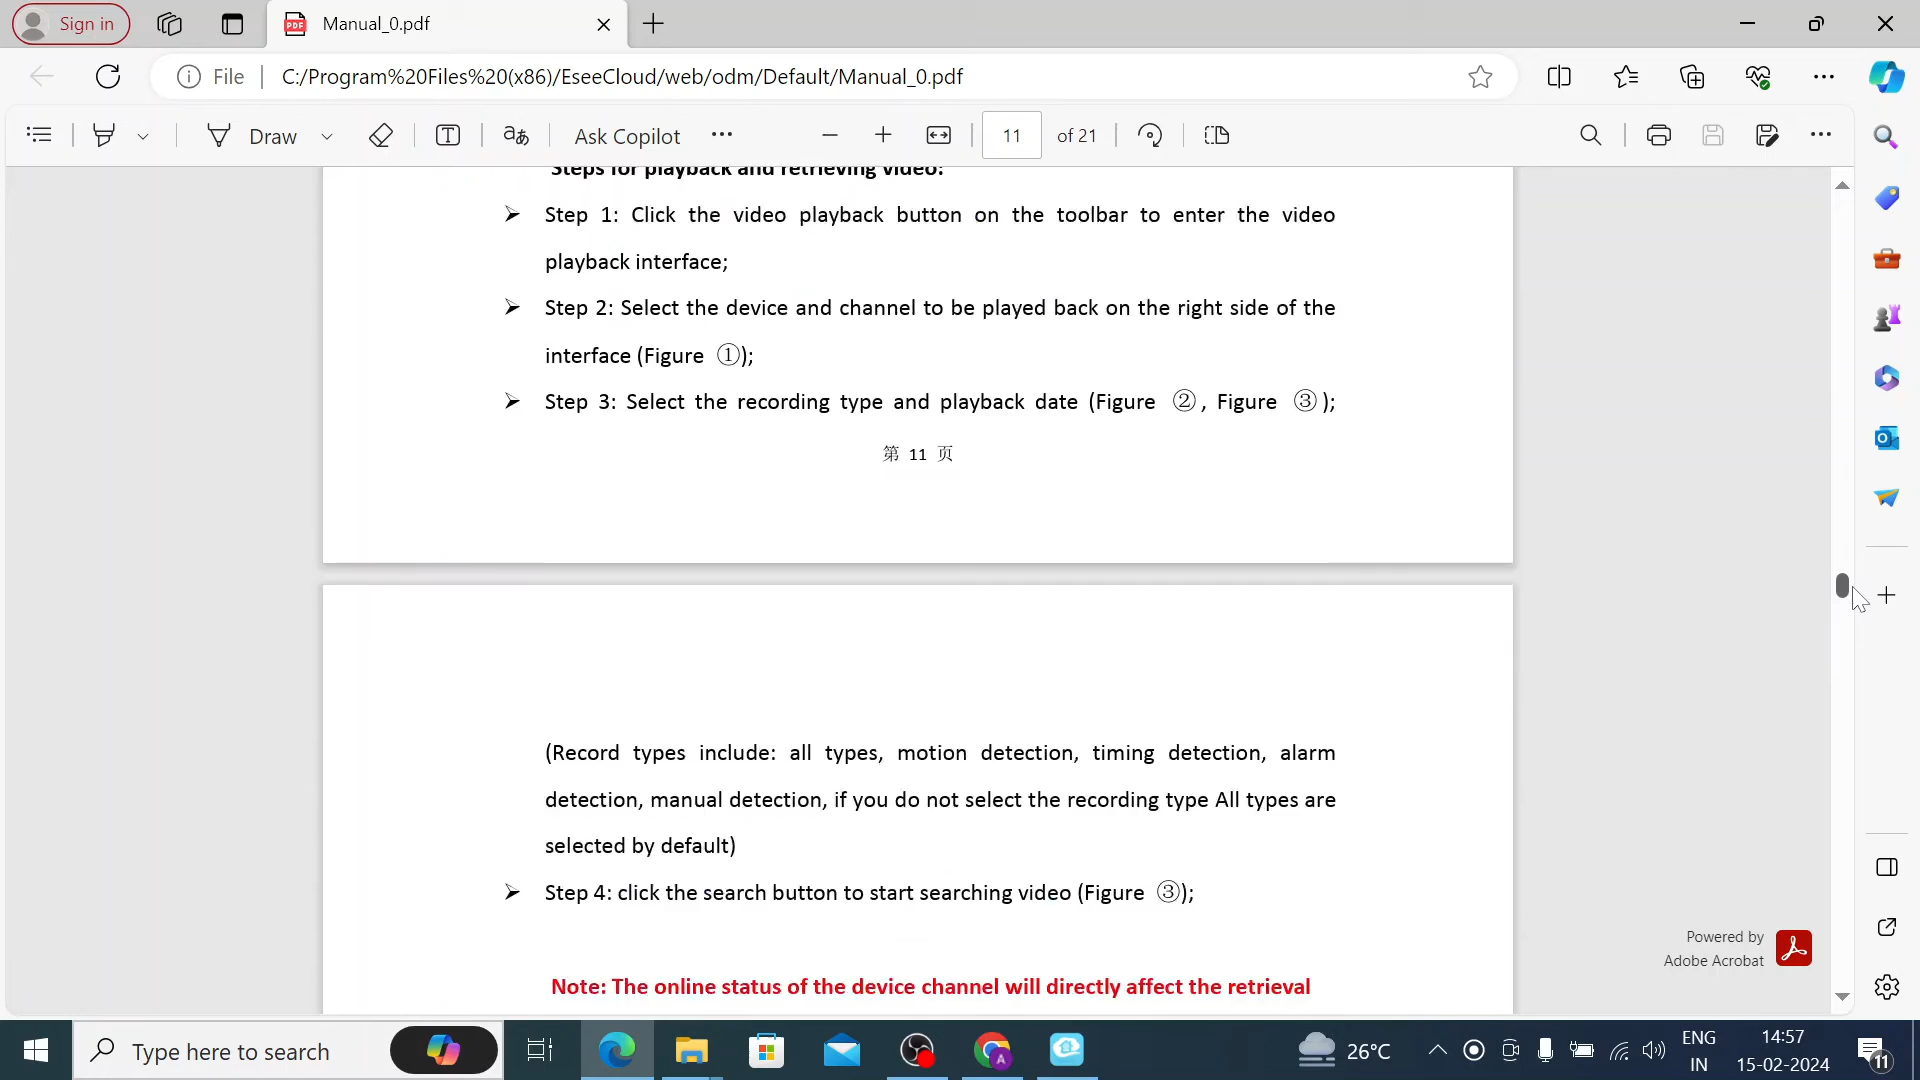 Sign in
Manual_0.pdf
File
C:/Program%20Files%20(x86)/EseeCloud/web/odm/Default/Manual_0.pdf
Draw
Ask Copilot
11 of 21
Steps for playback and retrieving video:
Step 1: Click the video playback button on the toolbar to enter the video
playback interface;
Step 2: Select the device and channel to be played back on the right side of the
interface (Figure ①);
Step 3: Select the recording type and playback date (Figure ②, Figure ③);
第 11 页
(Record types include: all types, motion detection, timing detection, alarm
detection, manual detection, if you do not select the recording type All types are
selected by default)
Step 4: click the search button to start searching video (Figure ③);
Powered by
Adobe Acrobat
Note: The online status of the device channel will directly affect the retrieval
Type here to search
26°C
ENG
IN
14:57
15-02-2024
11